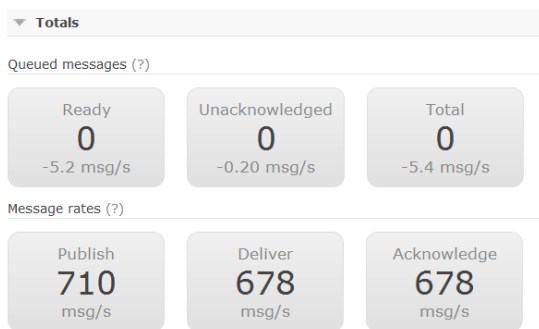 Totals
Queued messages (?)
Ready Unacknowledged Total
0 0 0
-5.2 msg/s -0.20 msg/s -5.4 msg/s
Message rates (?)
Publish Deliver Acknowledge
710 678 678
msg/s msg/s msg/s